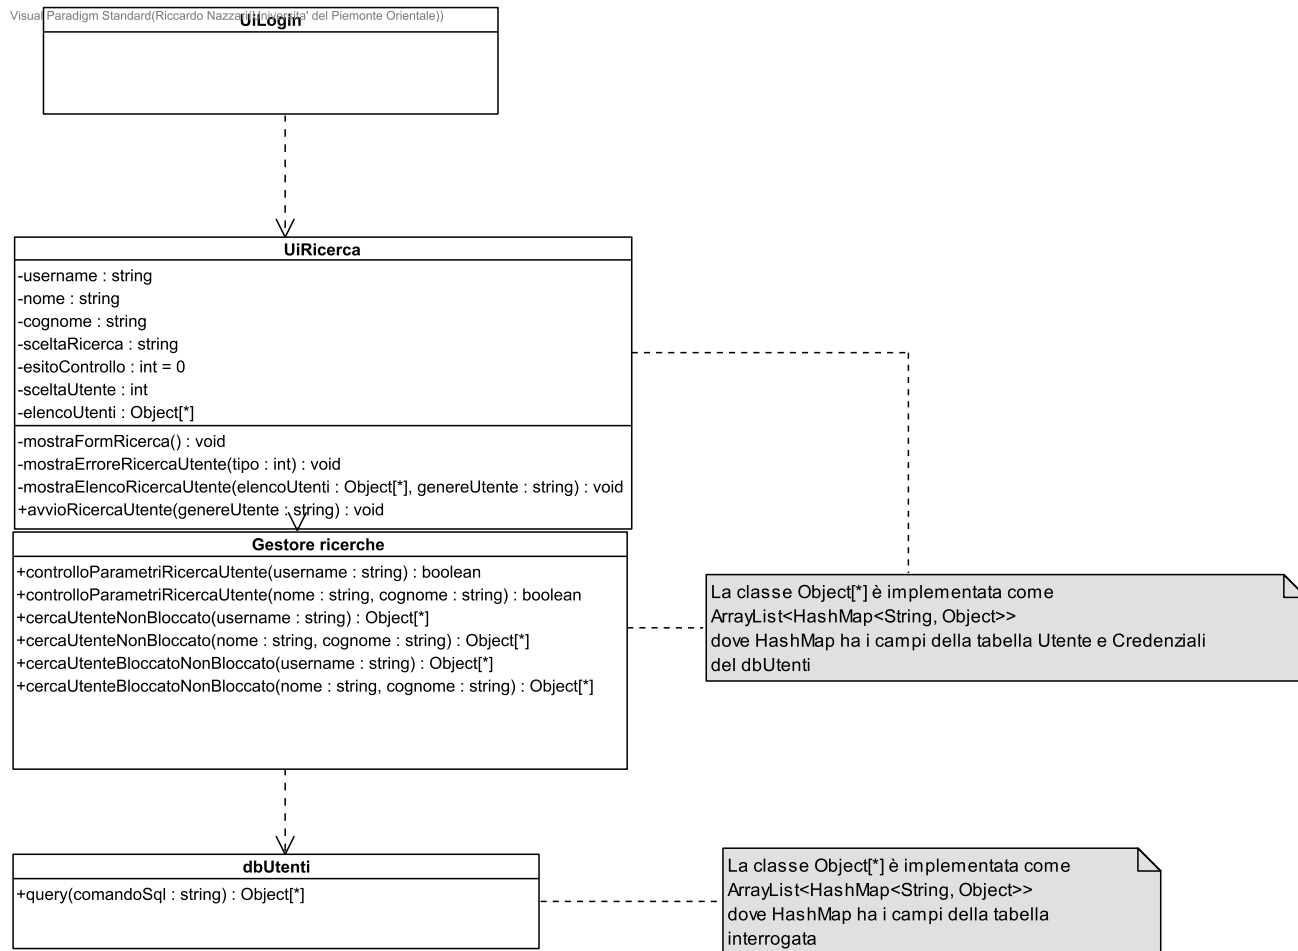 Visual Paradigm Standard(Riccardo Nazzari(Universita' del Piemonte Orientale))
UiLogin
UiRicerca
-username : string
-nome : string
-cognome : string
-sceltaRicerca : string
-esitoControllo : int = 0
-sceltaUtente : int
-elencoUtenti : Object[*]
-mostraFormRicerca() : void
-mostraErroreRicercaUtente(tipo : int) : void
-mostraElencoRicercaUtente(elencoUtenti : Object[*], genereUtente : string) : void
+avvioRicercaUtente(genereUtente : string) : void
Gestore ricerche
+controlloParametriRicercaUtente(username : string) : boolean
+controlloParametriRicercaUtente(nome : string, cognome : string) : boolean
+cercaUtenteNonBloccato(username : string) : Object[*]
+cercaUtenteNonBloccato(nome : string, cognome : string) : Object[*]
+cercaUtenteBloccatoNonBloccato(username : string) : Object[*]
+cercaUtenteBloccatoNonBloccato(nome : string, cognome : string) : Object[*]
La classe Object[*] è implementata come
ArrayList<HashMap<String, Object>>
dove HashMap ha i campi della tabella Utente e Credenziali
del dbUtenti
dbUtenti
+query(comandoSql : string) : Object[*]
La classe Object[*] è implementata come
ArrayList<HashMap<String, Object>>
dove HashMap ha i campi della tabella
interrogata